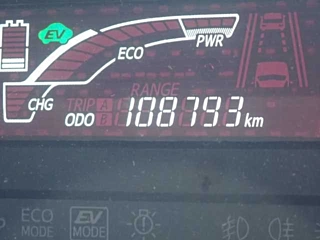 EV
ECO
PWR
CHG
RANGE
TRIP A
B
ODO 108793 km
ECO MODE
EV MODE